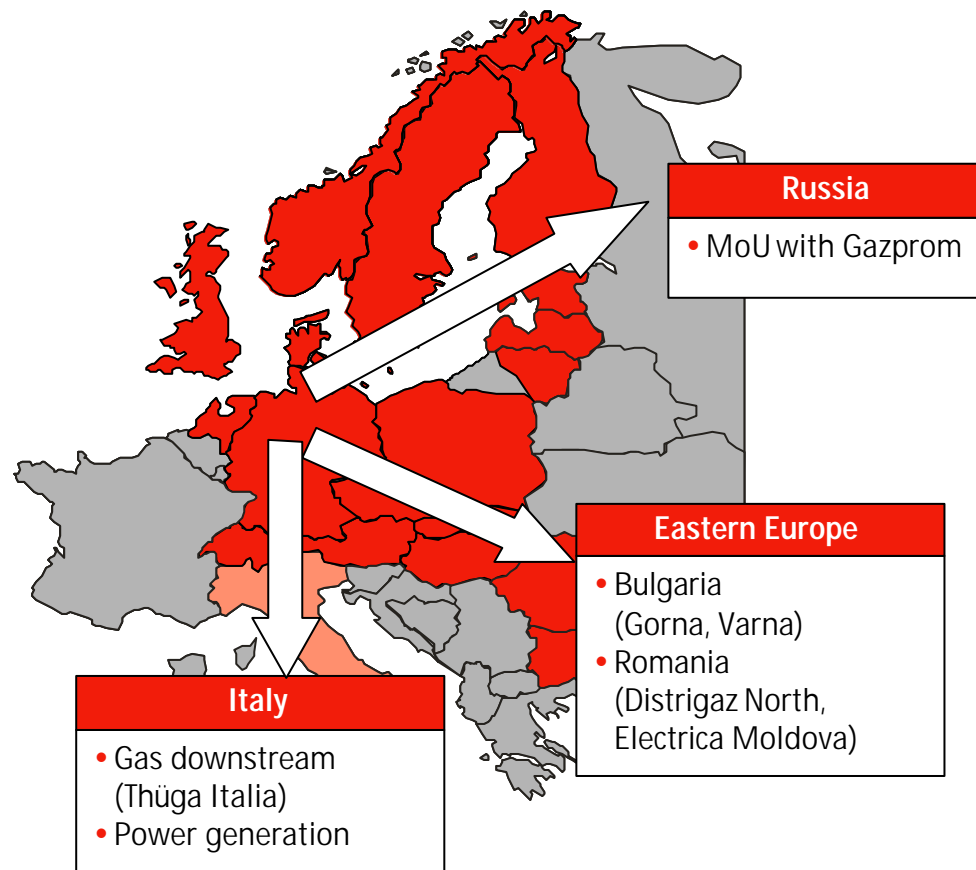 Russia
• MoU with Gazprom
Eastern Europe
• Bulgaria
(Gorna, Varna)
• Romania
(Distrigaz North,
Electrica Moldova)
Italy
• Gas downstream
(Thüga Italia)
• Power generation